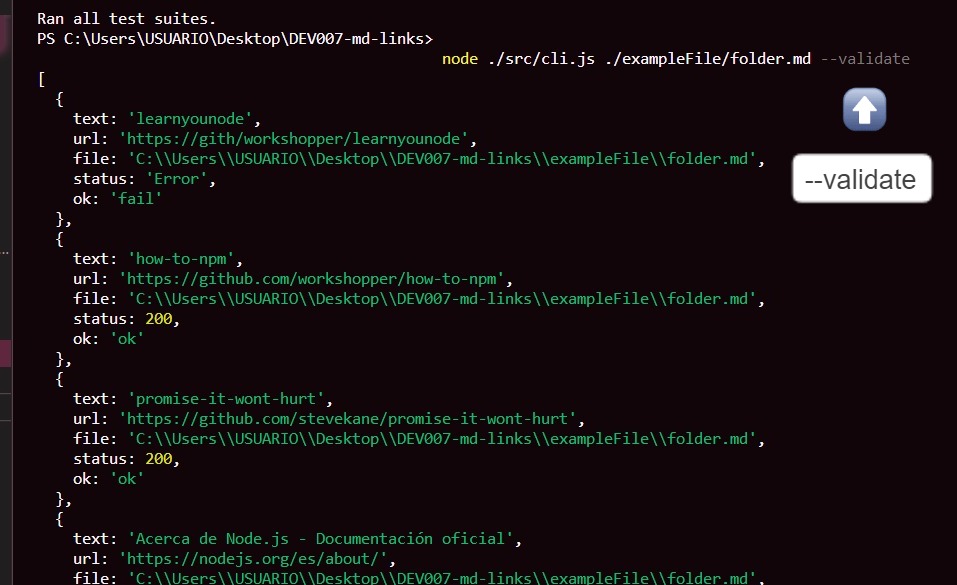 Ran all test suites.
PS C:\Users\USUARIO\Desktop\DEV007-md-links>
node ./src/cli.js ./exampleFile/folder.md --validate
[
  {
    text: 'learnyounode',
    url: 'https://gith/workshopper/learnyounode',
    file: 'C:\\Users\\USUARIO\\Desktop\\DEV007-md-links\\exampleFile\\folder.md',
    status: 'Error',
--validate
    ok: 'fail'
  },
  {
    text: 'how-to-npm',
    url: 'https://github.com/workshopper/how-to-npm',
    file: 'C:\\Users\\USUARIO\\Desktop\\DEV007-md-links\\exampleFile\\folder.md',
    status: 200,
    ok: 'ok'
  },
  {
    text: 'promise-it-wont-hurt',
    url: 'https://github.com/stevekane/promise-it-wont-hurt',
    file: 'C:\\Users\\USUARIO\\Desktop\\DEV007-md-links\\exampleFile\\folder.md',
    status: 200,
    ok: 'ok'
  },
  {
    text: 'Acerca de Node.js - Documentación oficial',
    url: 'https://nodejs.org/es/about/',
    file: 'C:\\Users\\USUARIO\\Desktop\\DEV007-md-links\\exampleFile\\folder.md',